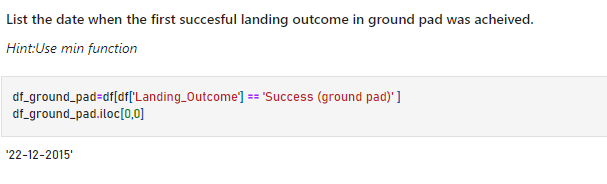 List the date when the first succesful landing outcome in ground pad was acheived.
Hint:Use min function
df_ground_pad=df[df['Landing_Outcome'] == 'Success (ground pad)' ]
df_ground_pad.iloc[0,0]
'22-12-2015'